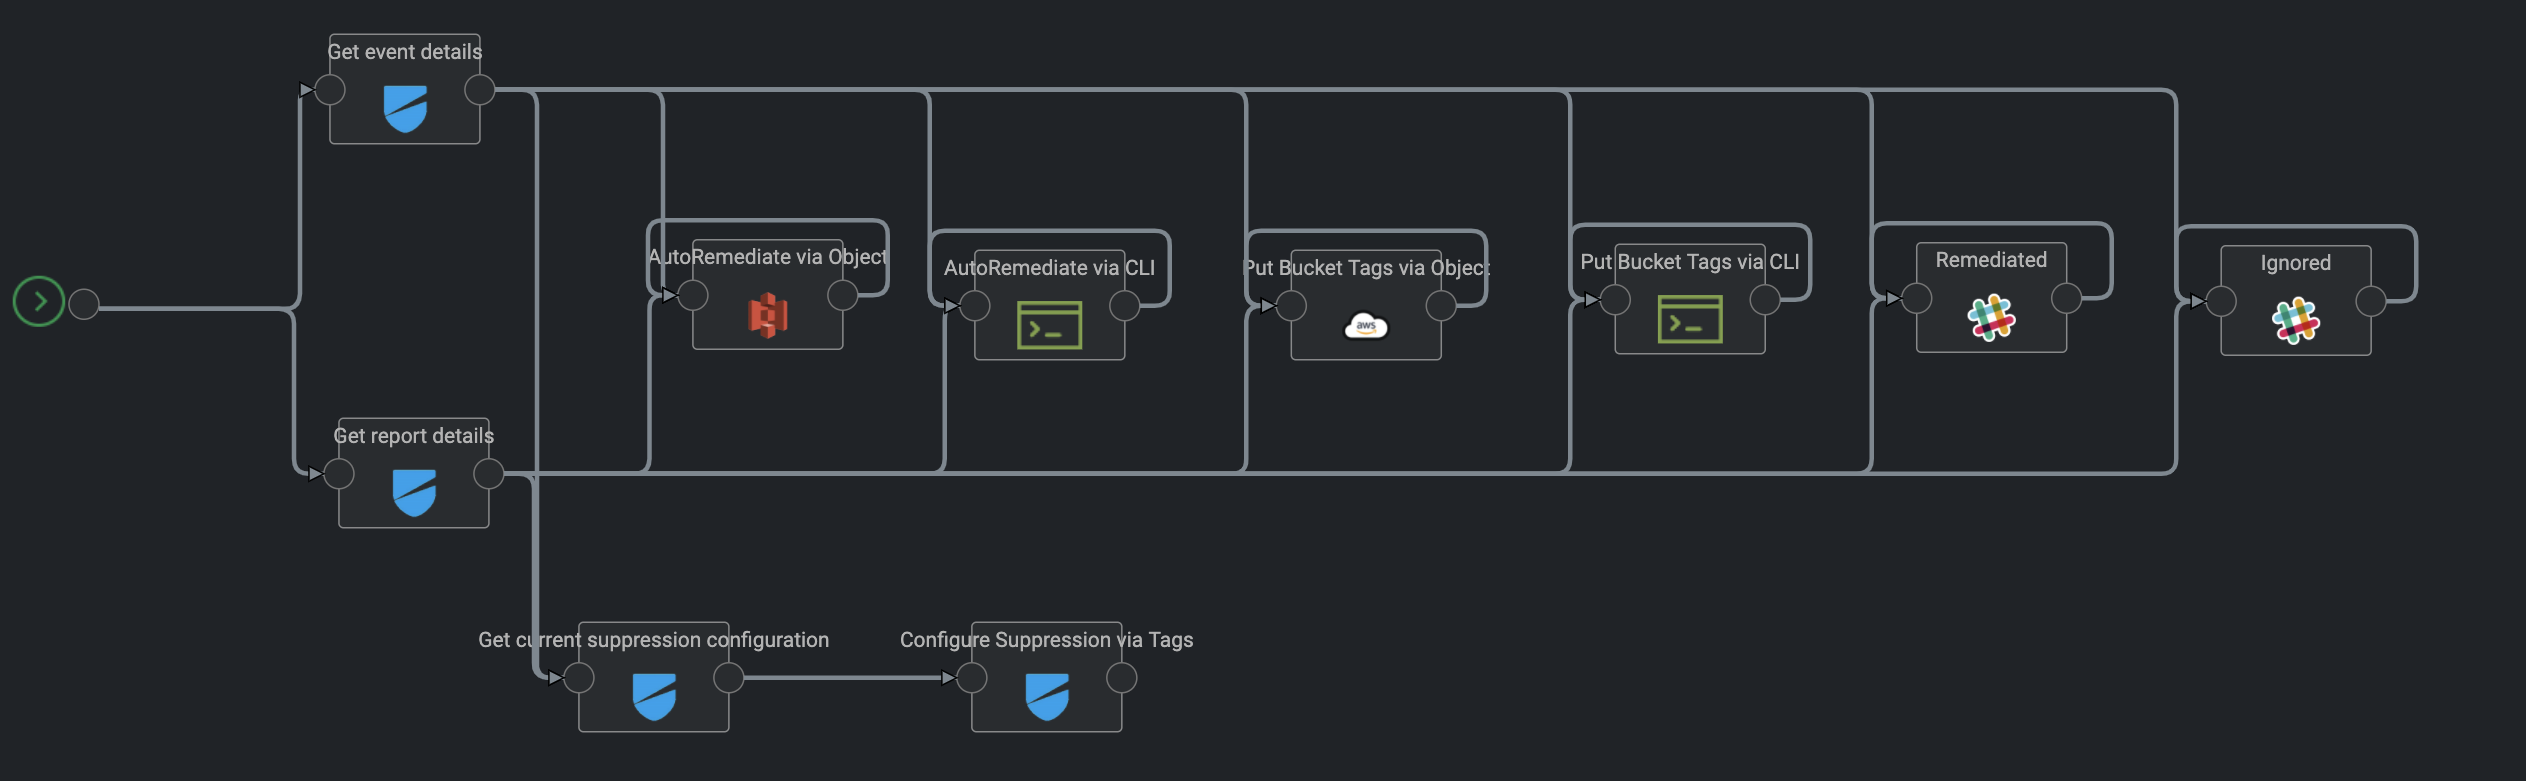 Get event details
AutoRemediate via Object
AutoRemediate via CLI
Put Bucket Tags via Object
aws
Put Bucket Tags via CLI
Remediated
Ignored
Get report details
Get current suppression configuration
Configure Suppression via Tags